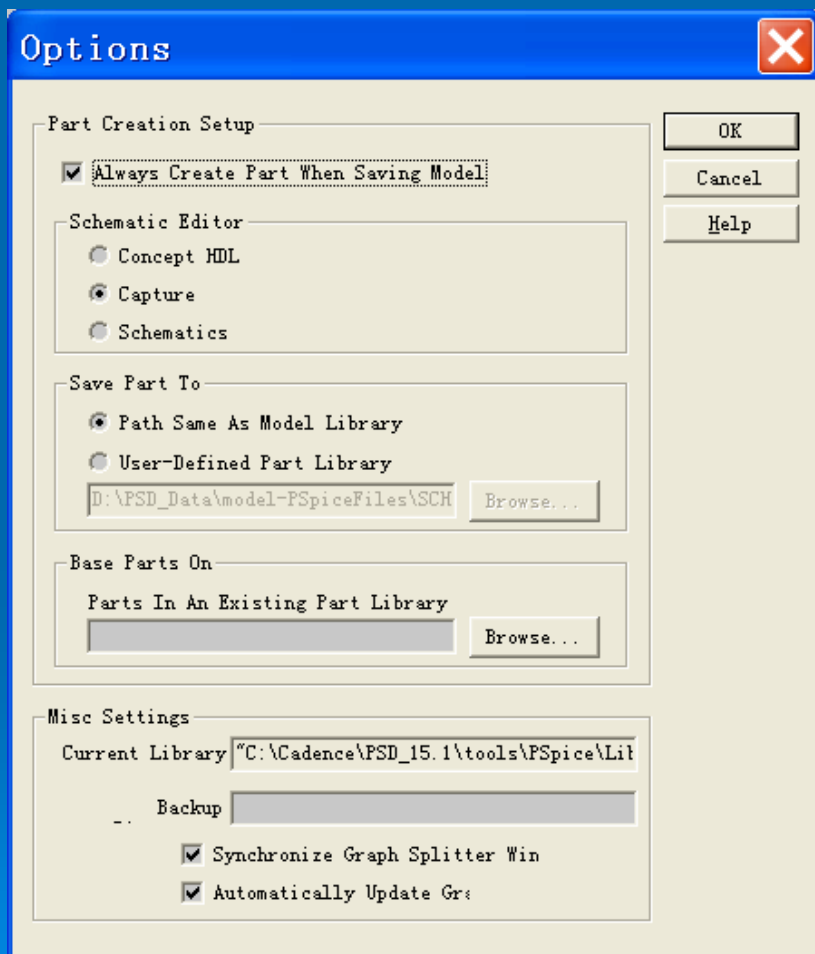 Options
Part Creation Setup
OK
Always Create Part When Saving Model
Cancel
Schematic Editor
Help
Concept HDL
Capture
Schematics
Save Part To
Path Same As Model Library
User-Defined Part Library
D:\PSD_Data\model-PSpiceFiles\SCH
Browse...
Base Parts On
Parts In An Existing Part Library
Browse...
Misc Settings
Current Library "C:\Cadence\PSD_15.1\tools\PSpice\Lib
Backup
Synchronize Graph Splitter Win
Automatically Update